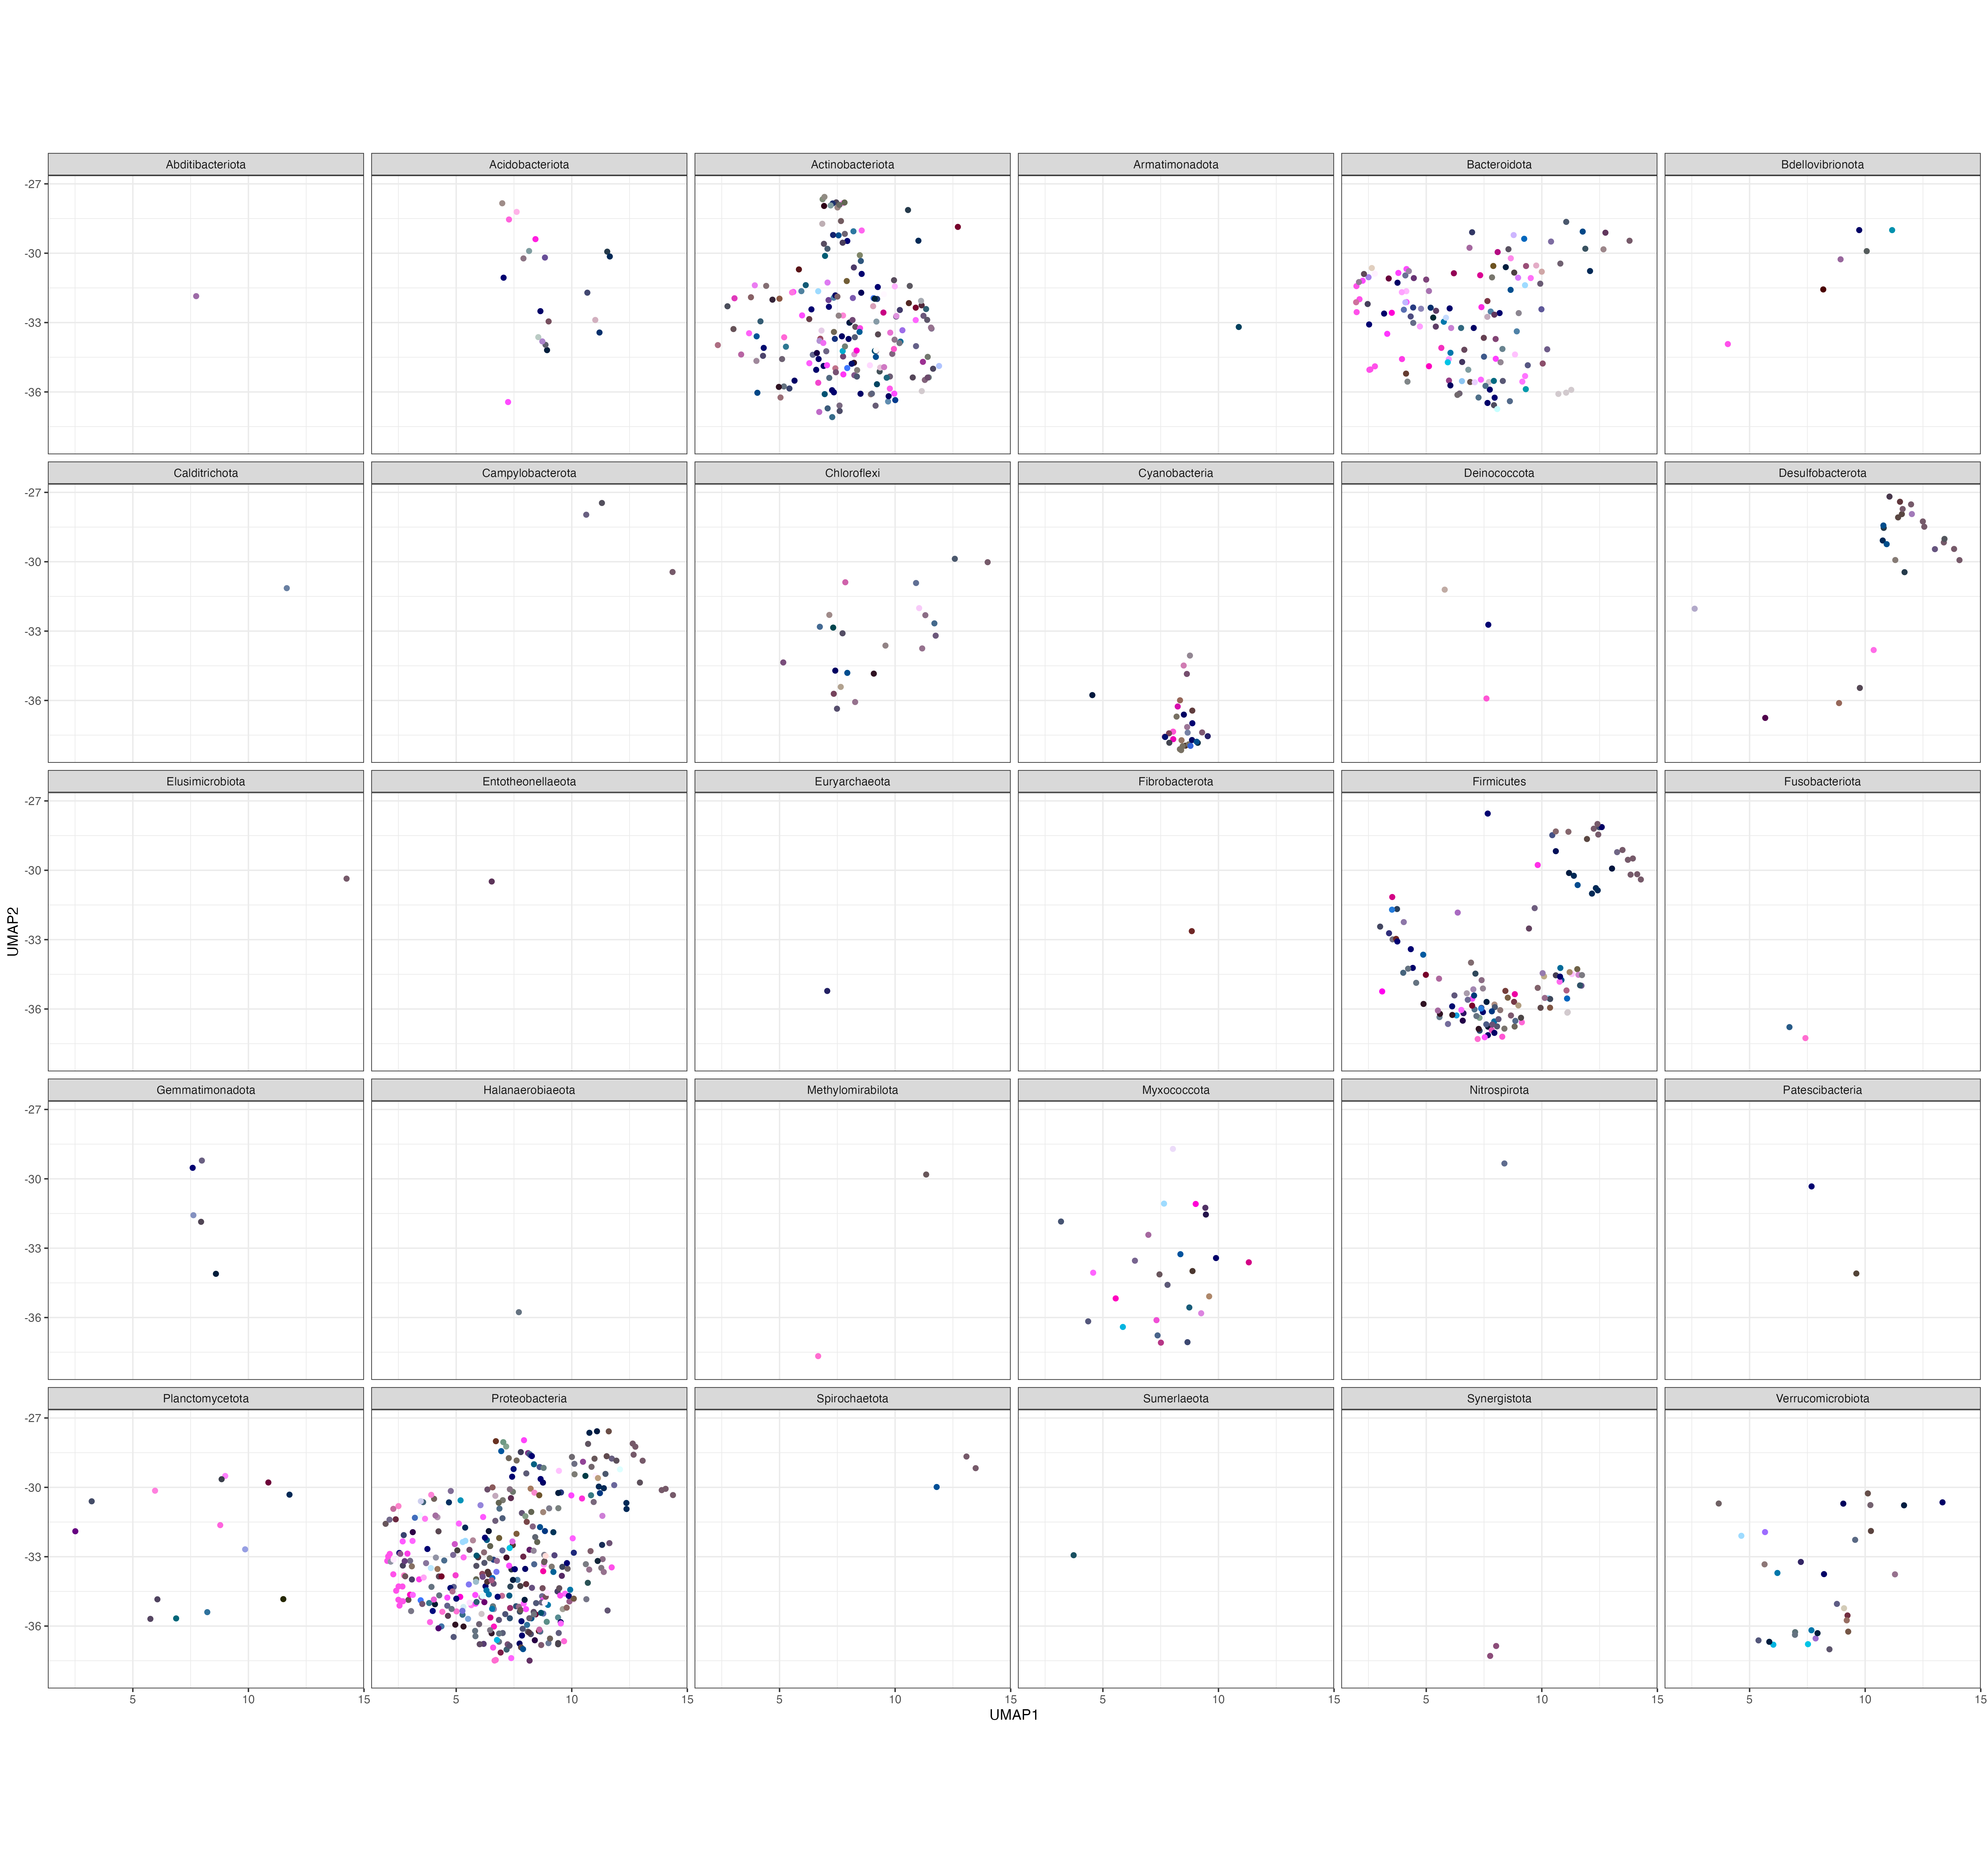 Abditibacteriota Acidobacteriota Actinobacteriota Armatimonadota Bacteroidota Bdellovibrionota
-27
-30
-33
-36
Calditrichota Campylobacterota Chloroflexi Cyanobacteria Deinococcota Desulfobacterota
-27
-30
-33
-36
Elusimicrobiota Entotheonellaeota Euryarchaeota Fibrobacterota Firmicutes Fusobacteriota
-27
-30
-33
-36
UMAP2
Gemmatimonadota Halanaerobiaeota Methylomirabilota Myxococcota Nitrospirota Patescibacteria
-27
-30
-33
-36
Planctomycetota Proteobacteria Spirochaetota Sumerlaeota Synergistota Verrucomicrobiota
-27
-30
-33
-36
5 10 15 5 10 15 5 10 15 5 10 15 5 10 15 5 10 15
UMAP1